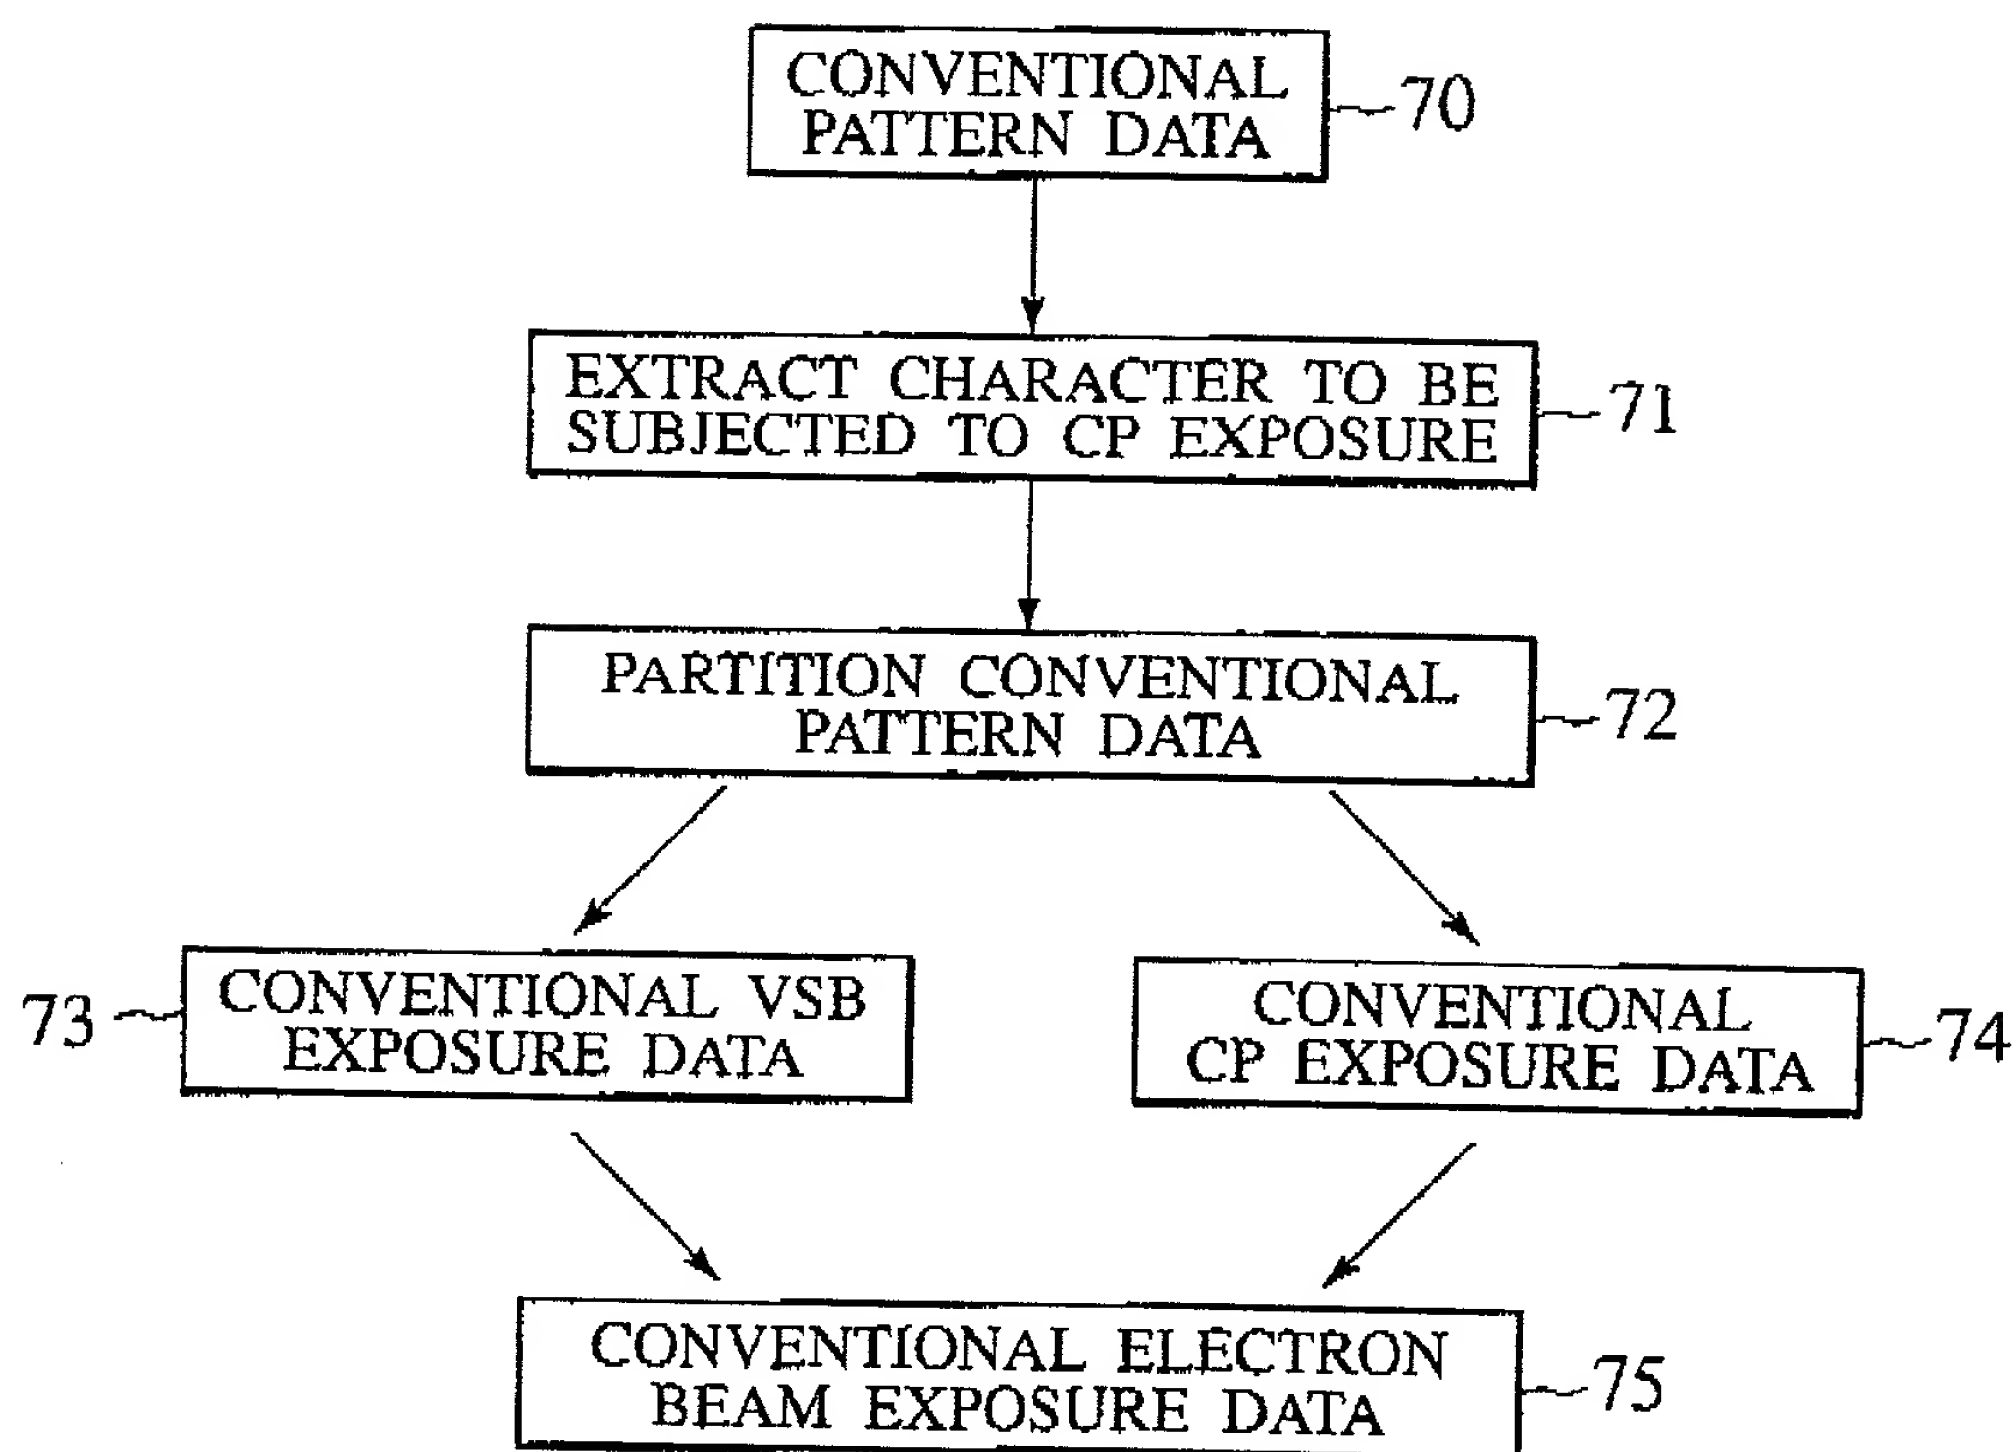 CONVENTIONAL
PATTERN DATA
70
EXTRACT CHARACTER TO BE
SUBJECTED TO CP EXPOSURE
71
PARTITION CONVENTIONAL
PATTERN DATA
72
73
CONVENTIONAL VSB
EXPOSURE DATA
CONVENTIONAL
CP EXPOSURE DATA
74
CONVENTIONAL ELECTRON
BEAM EXPOSURE DATA
75